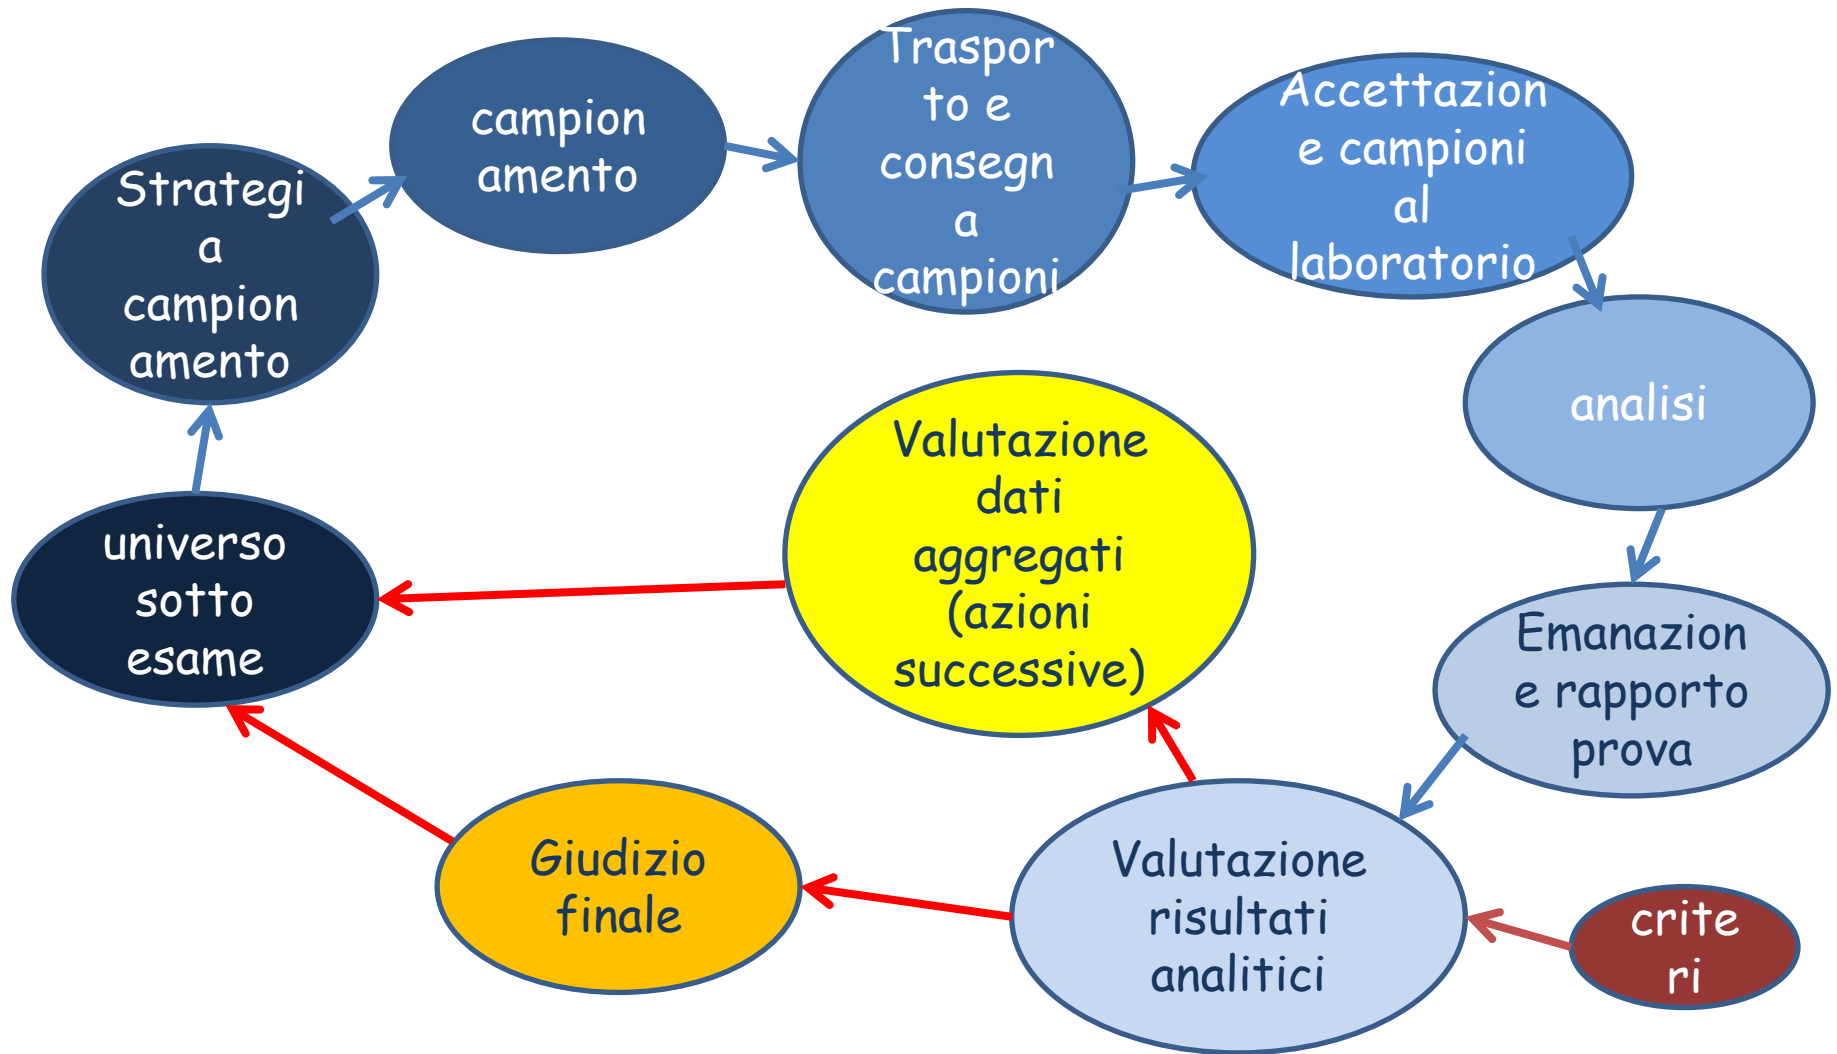 Strategi
a
campion
amento
campion
amento
Traspor
to e
consegn
a
campioni
Accettazion
e campioni
al
laboratorio
analisi
Emanazion
e rapporto
prova
Valutazione
risultati
analitici
crite
ri
Valutazione
dati
aggregati
(azioni
successive)
Giudizio
finale
universo
sotto
esame